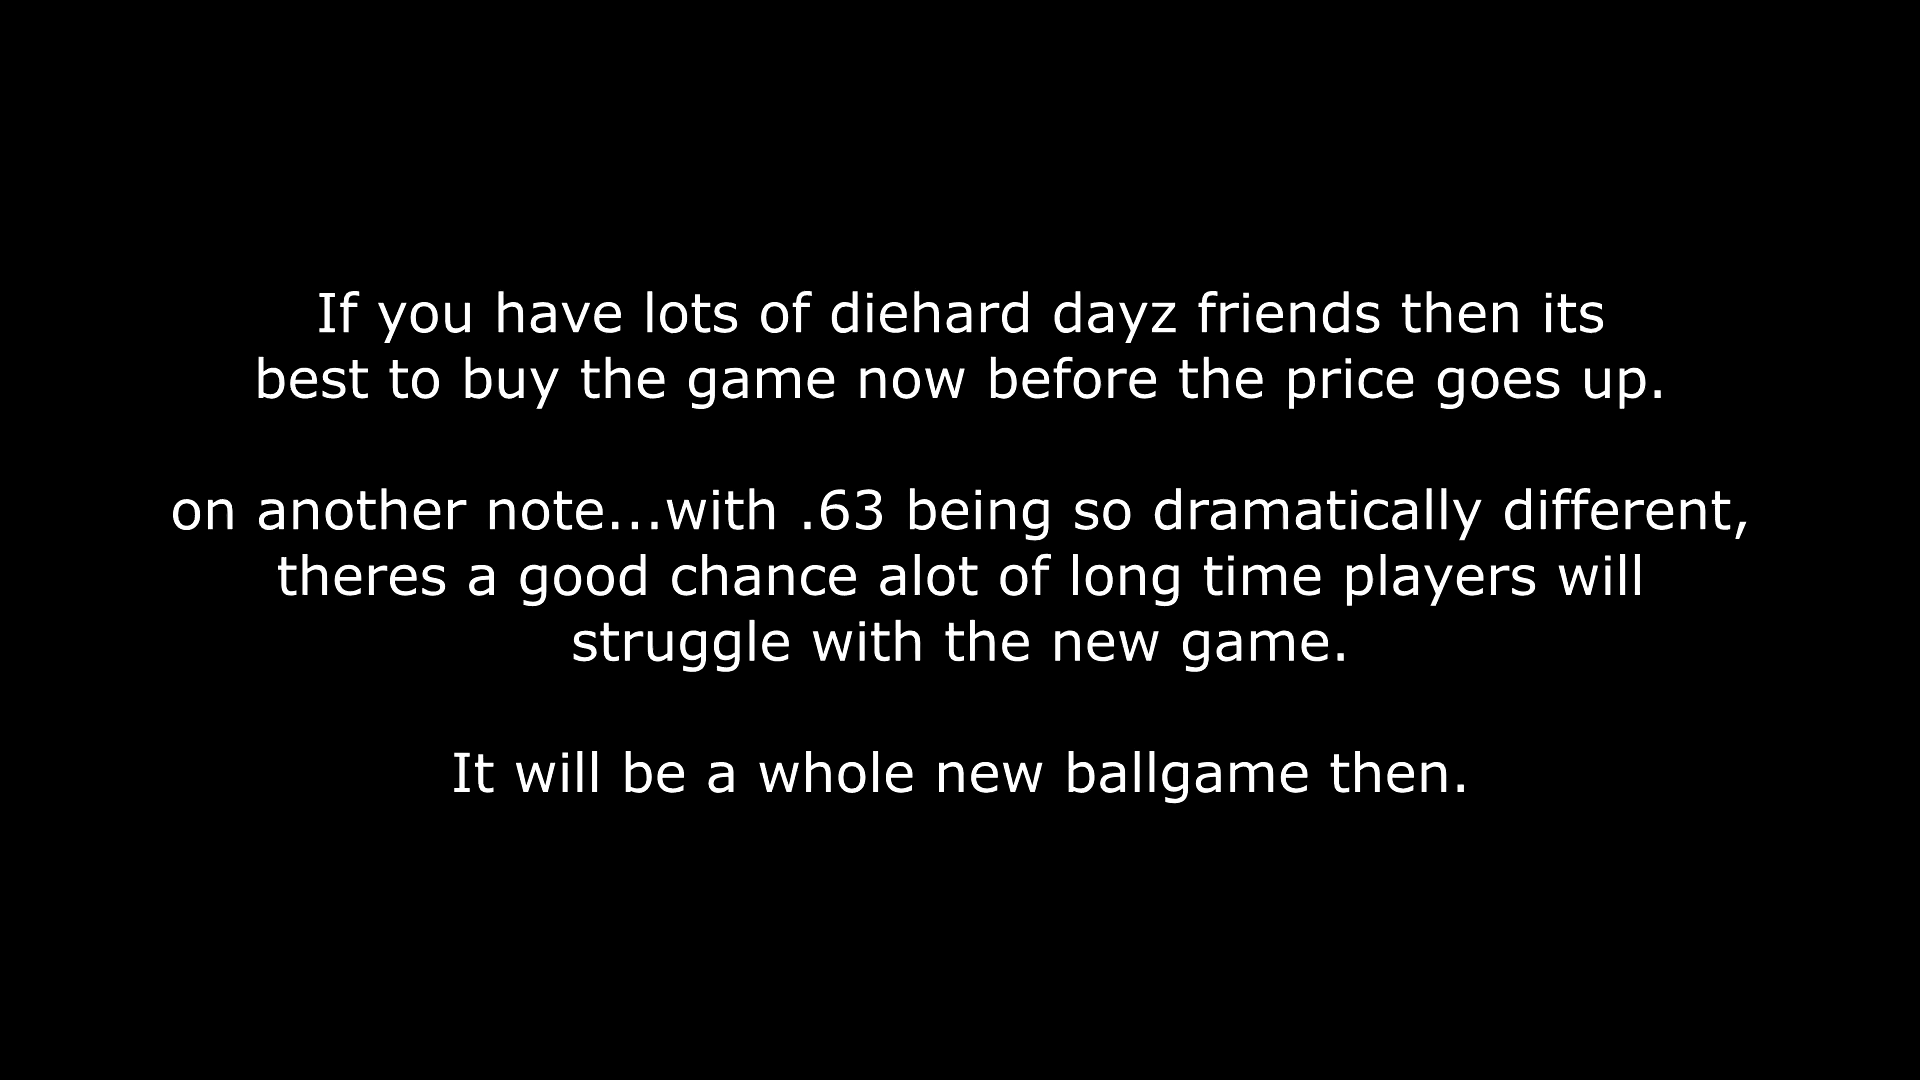 If you have lots of diehard dayz friends then its
best to buy the game now before the price goes up.
on another note...with .63 being so dramatically different,
theres a good chance alot of long time players will
struggle with the new game.
It will be a whole new ballgame then.